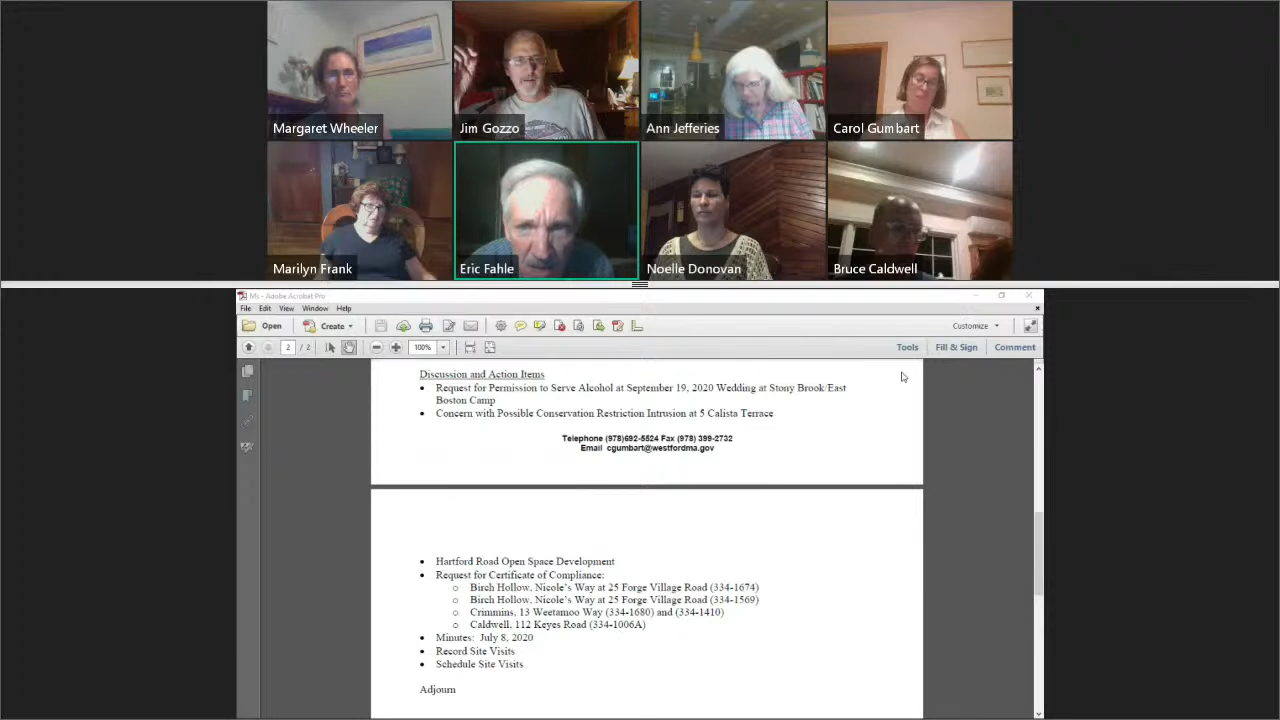 Margaret Wheeler
Jim Gozzo
Ann Jefferies
Carol Gumbart
Marilyn Frank
Eric Fahle
Noelle Donovan
Bruce Caldwell
Ms - Adobe Acrobat Pro
File Edit View Window Help
Open Create Customize
2 / 2 100% Tools Fill & Sign Comment
Discussion and Action Items
• Request for Permission to Serve Alcohol at September 19, 2020 Wedding at Stony Brook/East
Boston Camp
• Concern with Possible Conservation Restriction Intrusion at 5 Calista Terrace
Telephone (978)692-5524 Fax (978) 399-2732
Email cgumbart@westfordma.gov
• Hartford Road Open Space Development
• Request for Certificate of Compliance:
o Birch Hollow, Nicole's Way at 25 Forge Village Road (334-1674)
o Birch Hollow, Nicole's Way at 25 Forge Village Road (334-1569)
o Crimmins, 13 Weetamoo Way (334-1680) and (334-1410)
o Caldwell, 112 Keyes Road (334-1006A)
• Minutes: July 8, 2020
• Record Site Visits
• Schedule Site Visits
Adjourn